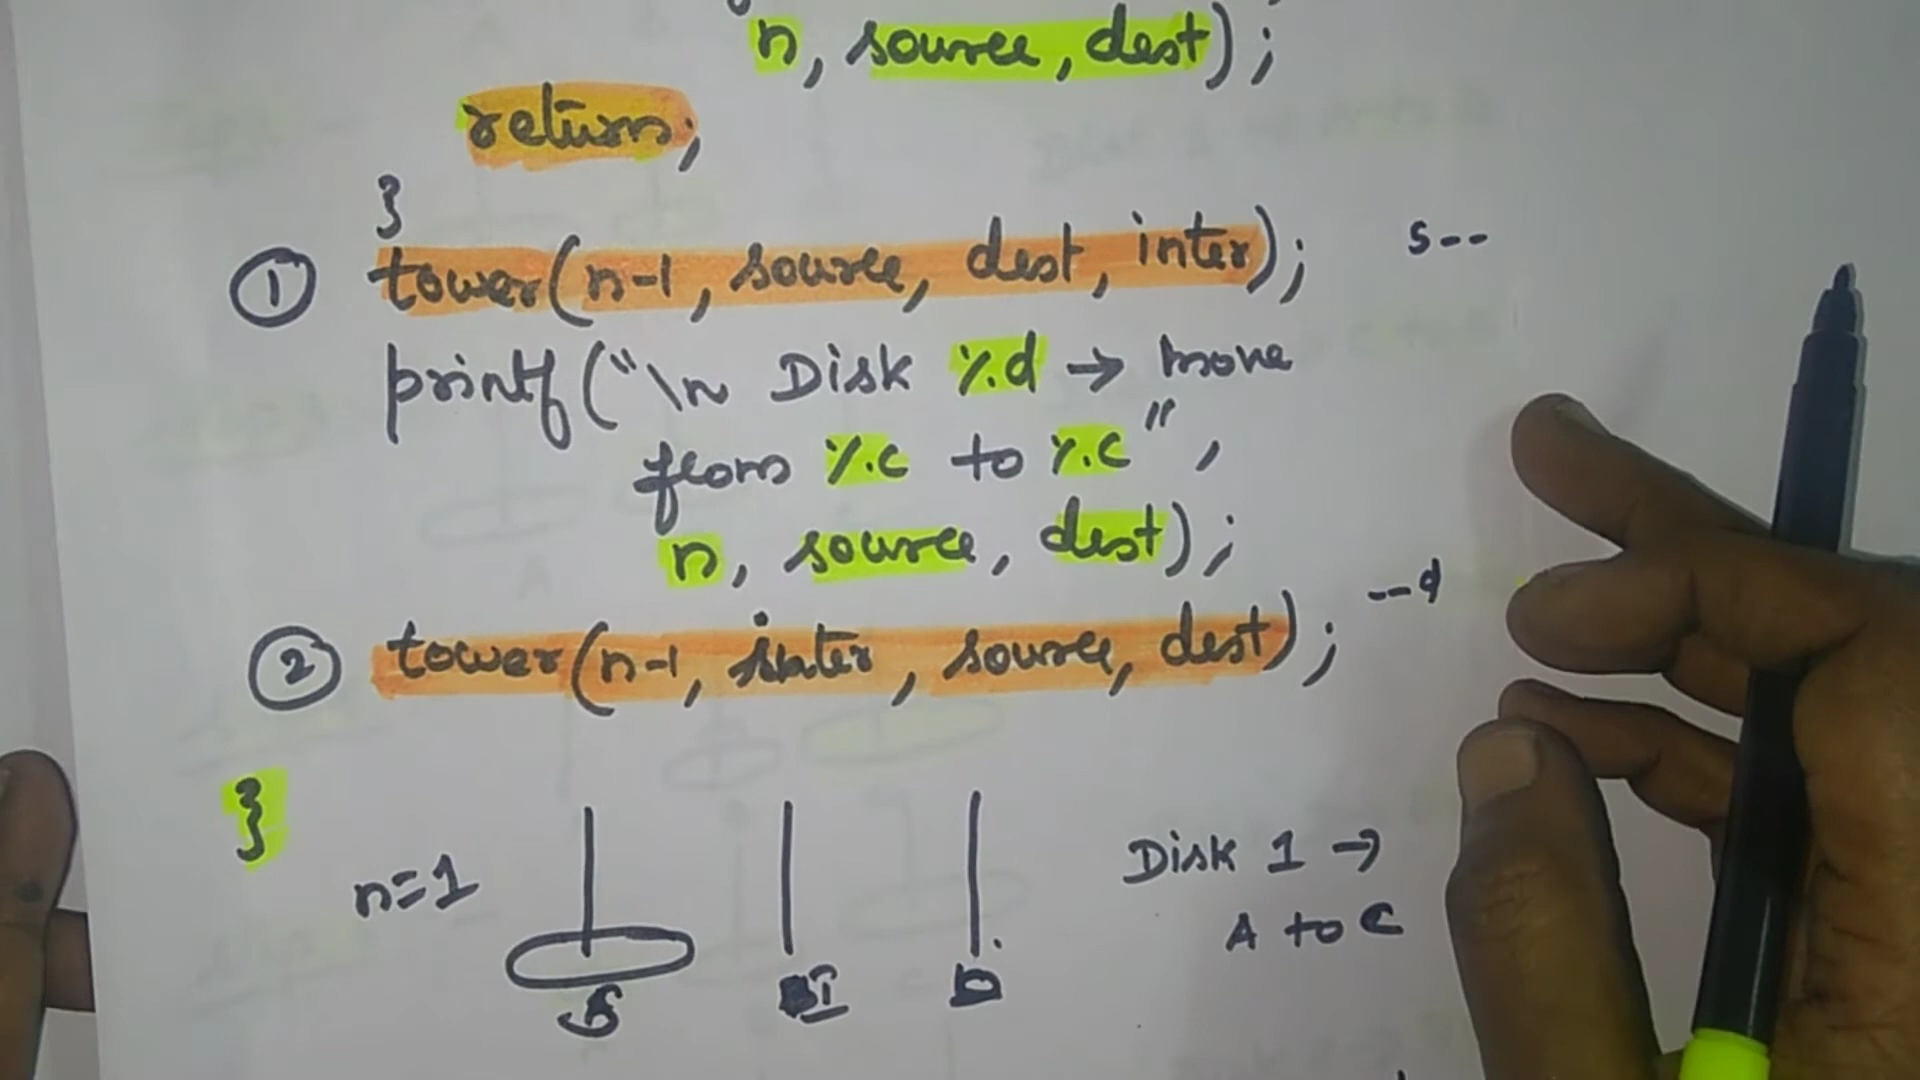 n, source, dest);
return;
}
① tower(n-1, source, dest, inter); s--
printf("\n Disk %d → move
from %c to %c",
n, source, dest);
② tower(n-1, inter, source, dest); --d
}
n=1
Disk 1 →
A to C
S I D